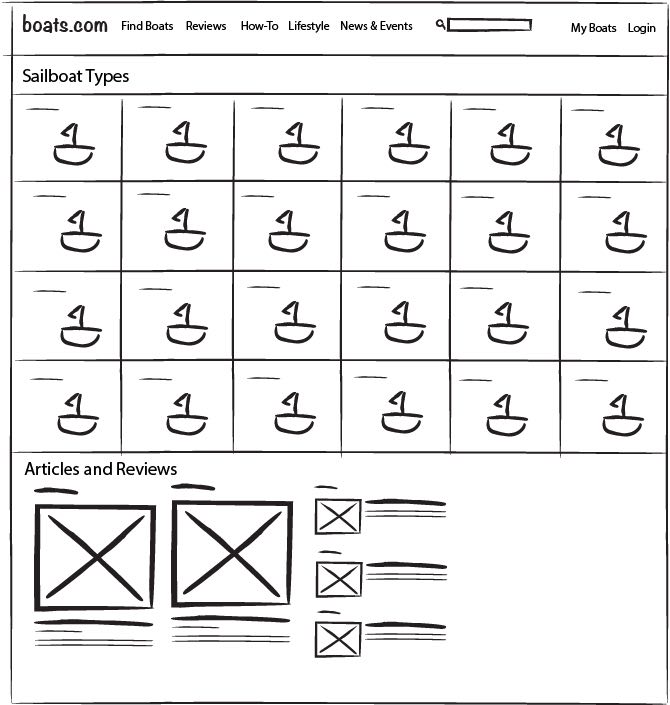 boats.com Find Boats Reviews How-To Lifestyle News & Events My Boats Login
Sailboat Types
Articles and Reviews